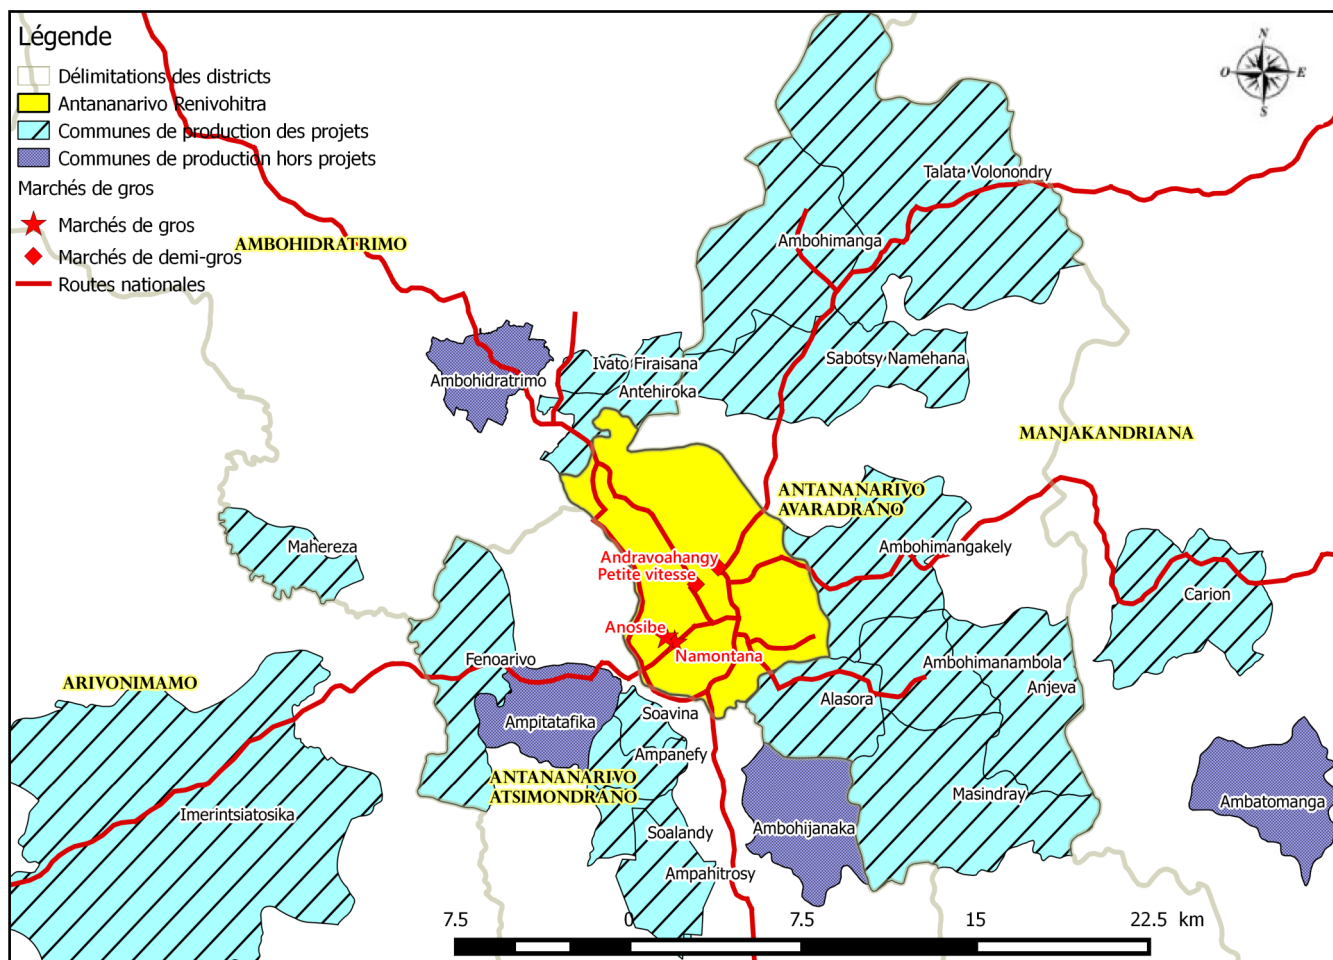 Légende
Délimitations des districts
Antananarivo Renivohitra
Communes de production des projets
Communes de production hors projets
Marchés de gros
Marchés de gros
Marchés de demi-gros
Routes nationales
N
O
E
S
Talata Volonondry
Ambohimanga
AMBOHIDRATRIMO
Sabotsy Namehana
Ivato Firaisana
Ambohidratrimo
Antehiroka
MANJAKANDRIANA
ANTANANARIVO
AVARADRANO
Mahereza
Ambohimangakely
Andravoahangy
Petite vitesse
Carion
Anosibe
Namontana
Fenoarivo
Ambohimanambola
Anjeva
ARIVONIMAMO
Alasora
Soavina
Ampitatafika
Ampanefy
ANTANANARIVO
ATSIMONDRANO
Masindray
Ambatomanga
Imerintsiatosika
Soalandy
Ambohijanaka
Ampahitrosy
7.5 0 7.5 15 22.5 km